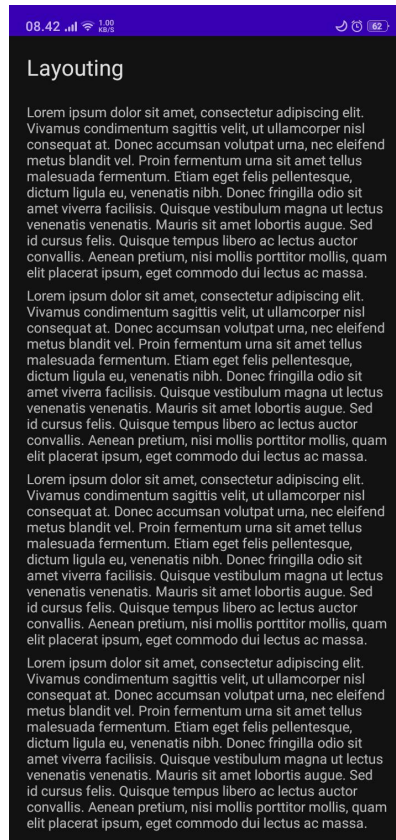 08.42 1.00 KB/S 62
Layouting
Lorem ipsum dolor sit amet, consectetur adipiscing elit.
Vivamus condimentum sagittis velit, ut ullamcorper nisl
consequat at. Donec accumsan volutpat urna, nec eleifend
metus blandit vel. Proin fermentum urna sit amet tellus
malesuada fermentum. Etiam eget felis pellentesque,
dictum ligula eu, venenatis nibh. Donec fringilla odio sit
amet viverra facilisis. Quisque vestibulum magna ut lectus
venenatis venenatis. Mauris sit amet lobortis augue. Sed
id cursus felis. Quisque tempus libero ac lectus auctor
convallis. Aenean pretium, nisi mollis porttitor mollis, quam
elit placerat ipsum, eget commodo dui lectus ac massa.
Lorem ipsum dolor sit amet, consectetur adipiscing elit.
Vivamus condimentum sagittis velit, ut ullamcorper nisl
consequat at. Donec accumsan volutpat urna, nec eleifend
metus blandit vel. Proin fermentum urna sit amet tellus
malesuada fermentum. Etiam eget felis pellentesque,
dictum ligula eu, venenatis nibh. Donec fringilla odio sit
amet viverra facilisis. Quisque vestibulum magna ut lectus
venenatis venenatis. Mauris sit amet lobortis augue. Sed
id cursus felis. Quisque tempus libero ac lectus auctor
convallis. Aenean pretium, nisi mollis porttitor mollis, quam
elit placerat ipsum, eget commodo dui lectus ac massa.
Lorem ipsum dolor sit amet, consectetur adipiscing elit.
Vivamus condimentum sagittis velit, ut ullamcorper nisl
consequat at. Donec accumsan volutpat urna, nec eleifend
metus blandit vel. Proin fermentum urna sit amet tellus
malesuada fermentum. Etiam eget felis pellentesque,
dictum ligula eu, venenatis nibh. Donec fringilla odio sit
amet viverra facilisis. Quisque vestibulum magna ut lectus
venenatis venenatis. Mauris sit amet lobortis augue. Sed
id cursus felis. Quisque tempus libero ac lectus auctor
convallis. Aenean pretium, nisi mollis porttitor mollis, quam
elit placerat ipsum, eget commodo dui lectus ac massa.
Lorem ipsum dolor sit amet, consectetur adipiscing elit.
Vivamus condimentum sagittis velit, ut ullamcorper nisl
consequat at. Donec accumsan volutpat urna, nec eleifend
metus blandit vel. Proin fermentum urna sit amet tellus
malesuada fermentum. Etiam eget felis pellentesque,
dictum ligula eu, venenatis nibh. Donec fringilla odio sit
amet viverra facilisis. Quisque vestibulum magna ut lectus
venenatis venenatis. Mauris sit amet lobortis augue. Sed
id cursus felis. Quisque tempus libero ac lectus auctor
convallis. Aenean pretium, nisi mollis porttitor mollis, quam
elit placerat ipsum, eget commodo dui lectus ac massa.